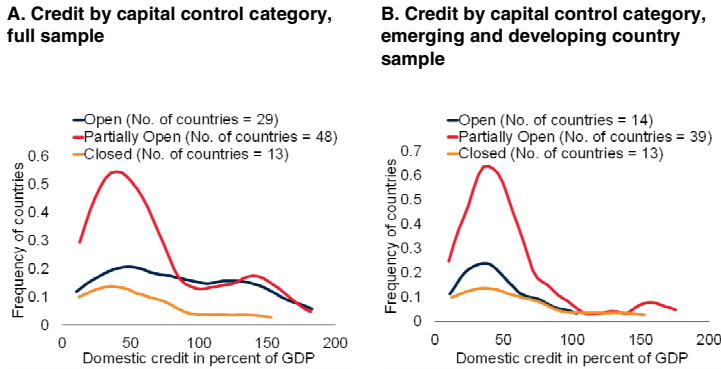 A. Credit by capital control category,
full sample
Open (No. of countries = 29)
Partially Open (No. of countries = 48)
Closed (No. of countries = 13)
Frequency of countries
0.6
0.5
0.4
0.3
0.2
0.1
0
0 50 100 150 200
Domestic credit in percent of GDP
B. Credit by capital control category,
emerging and developing country
sample
Open (No. of countries = 14)
Partially Open (No. of countries = 39)
Closed (No. of countries = 13)
Frequency of countries
0.7
0.6
0.5
0.4
0.3
0.2
0.1
0
0 50 100 150 200
Domestic credit in percent of GDP